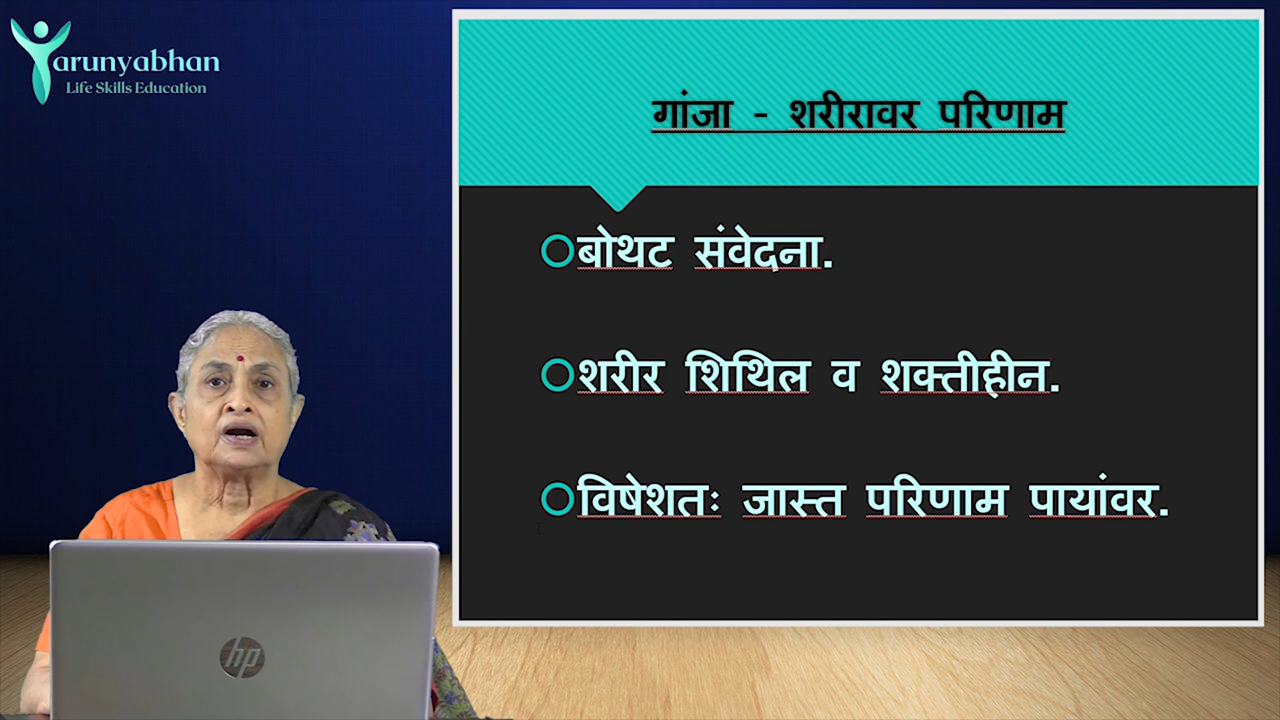 Tarunyabhan
Life Skills Education
गांजा - शरीरावर परिणाम
बोथट संवेदना.
शरीर शिथिल व शक्तीहीन.
विषेशतः जास्त परिणाम पायांवर.
hp